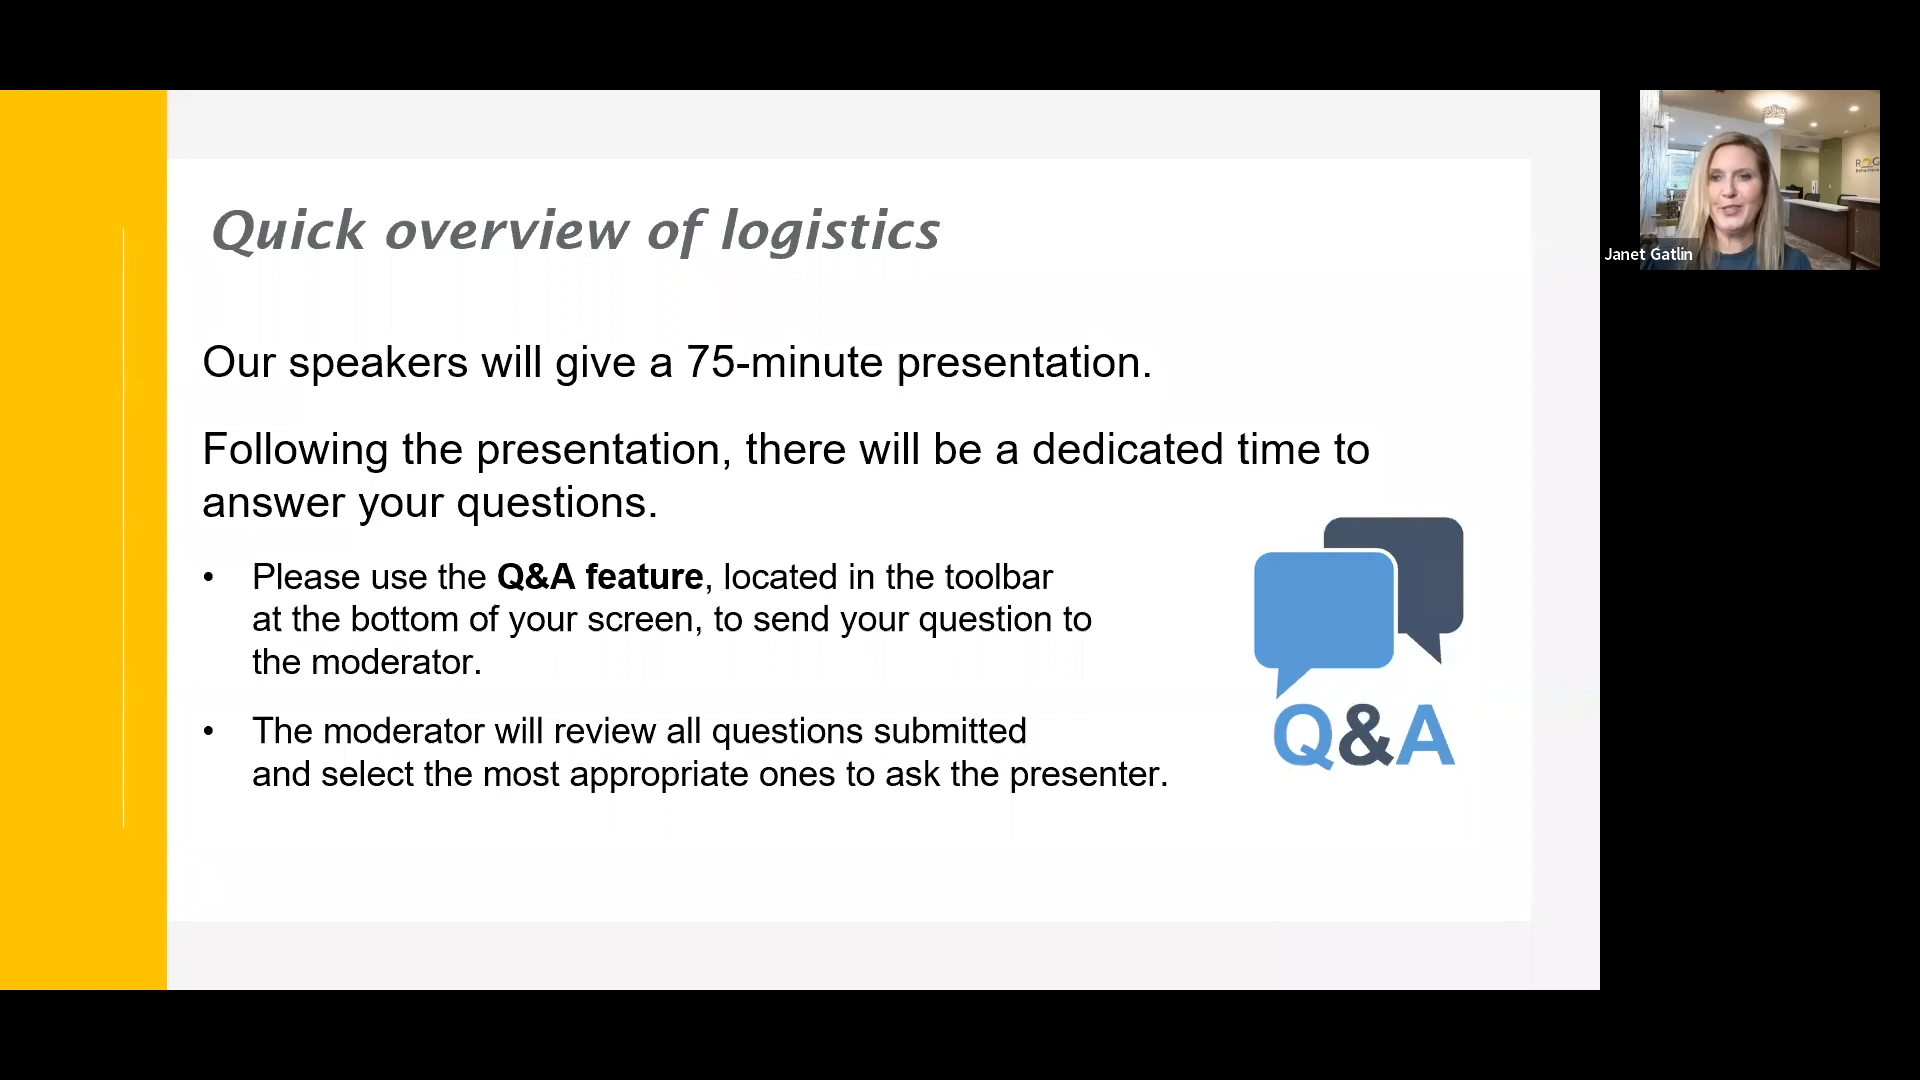 Quick overview of logistics
Our speakers will give a 75-minute presentation.
Following the presentation, there will be a dedicated time to
answer your questions.
• Please use the Q&A feature, located in the toolbar
at the bottom of your screen, to send your question to
the moderator.
• The moderator will review all questions submitted
and select the most appropriate ones to ask the presenter.
Q&A
Janet Gatlin